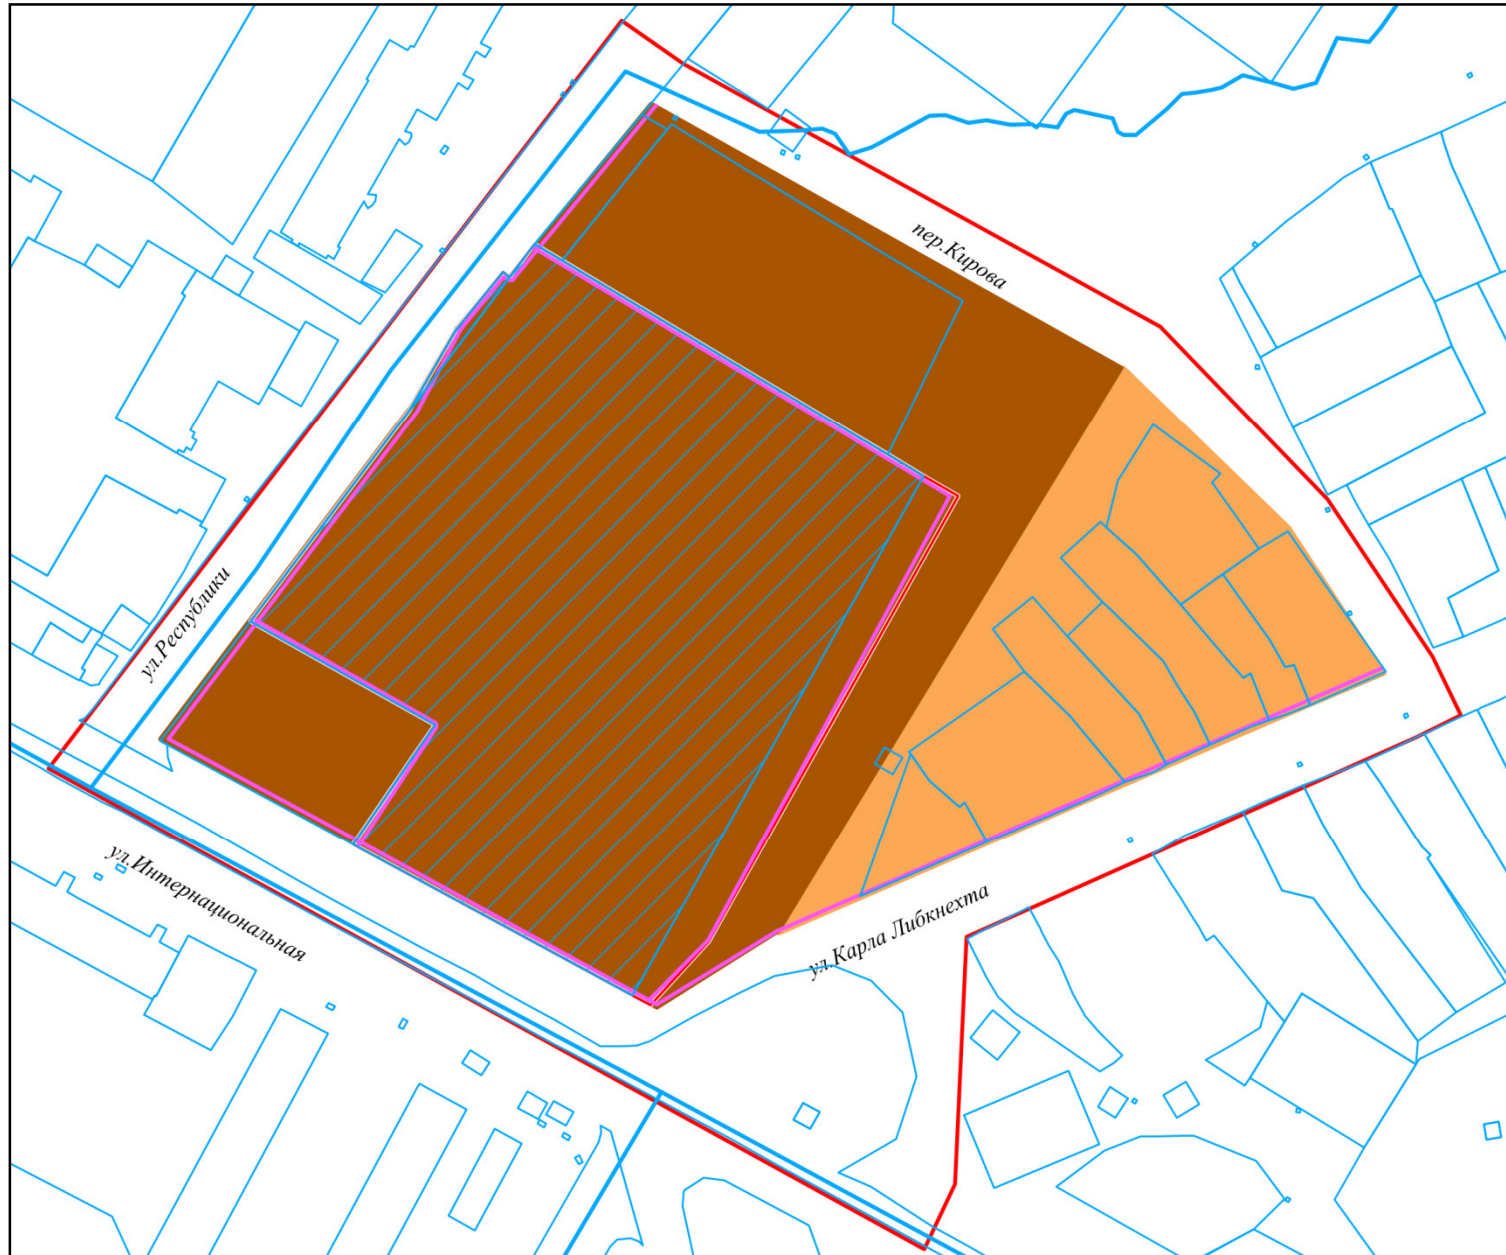 пер.Кирова
ул.Республики
ул.Интернациональная
ул.Карла Либкнехта